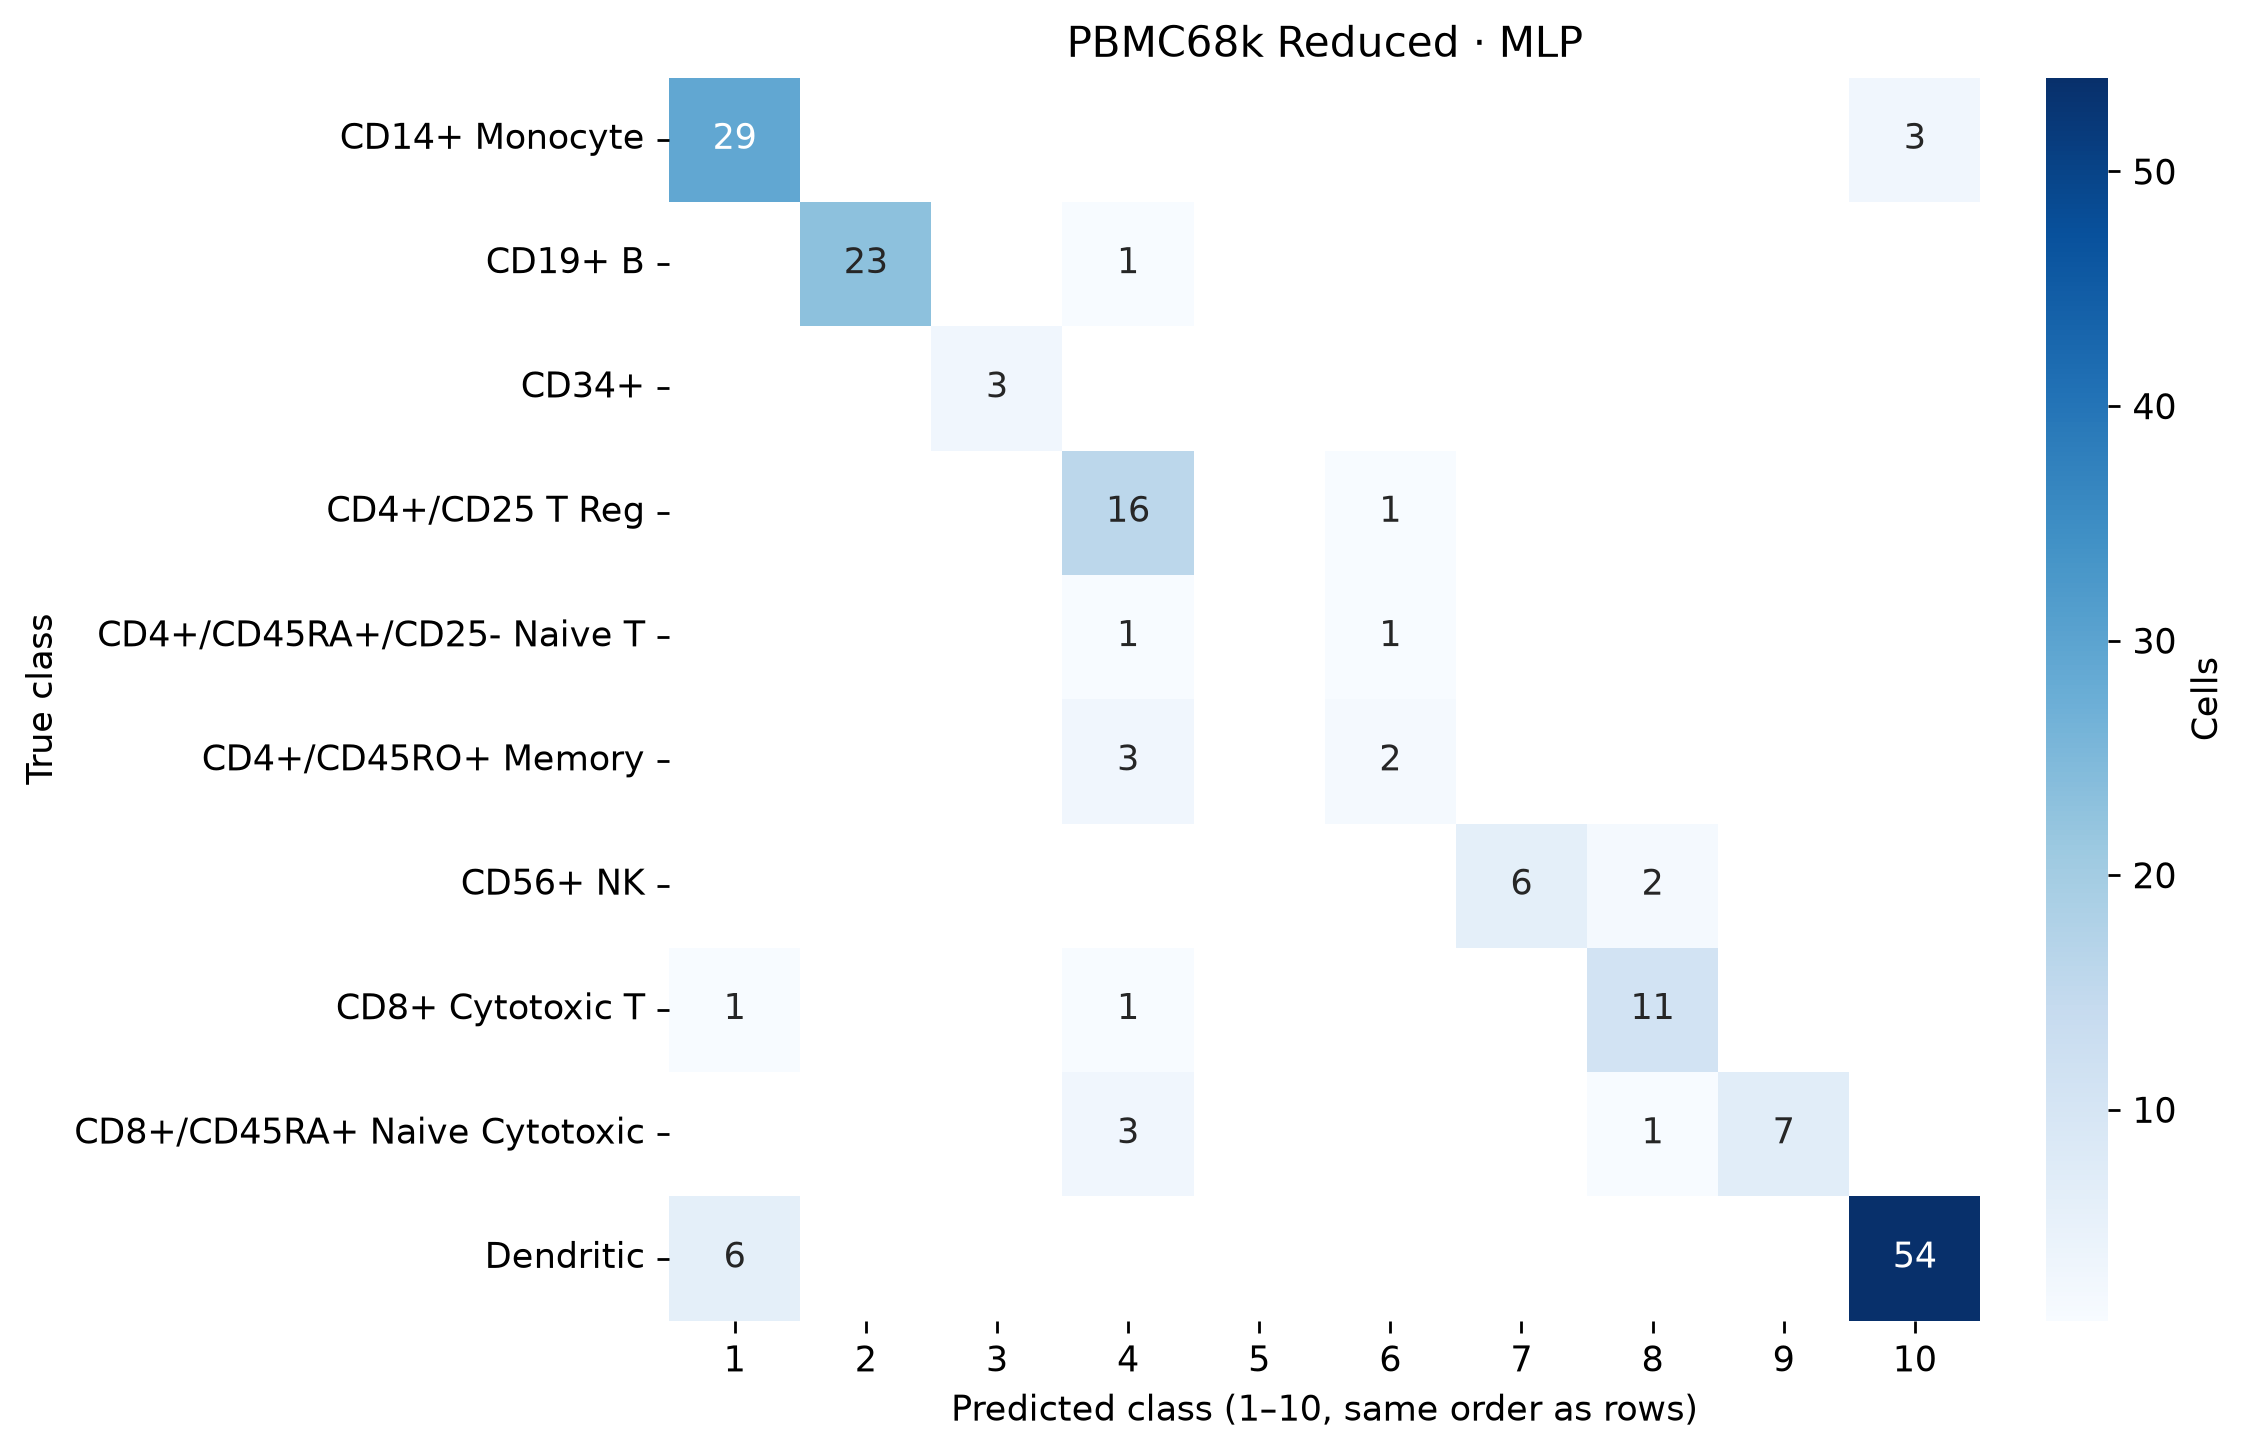 PBMC68k Reduced · MLP
CD14+ Monocyte 29 3
CD19+ B 23 1
CD34+ 3
CD4+/CD25 T Reg 16 1
CD4+/CD45RA+/CD25- Naive T 1 1
CD4+/CD45RO+ Memory 3 2
CD56+ NK 6 2
CD8+ Cytotoxic T 1 1 11
CD8+/CD45RA+ Naive Cytotoxic 3 1 7
Dendritic 6 54
True class
1 2 3 4 5 6 7 8 9 10
Predicted class (1–10, same order as rows)
50
40
30
20
10
Cells